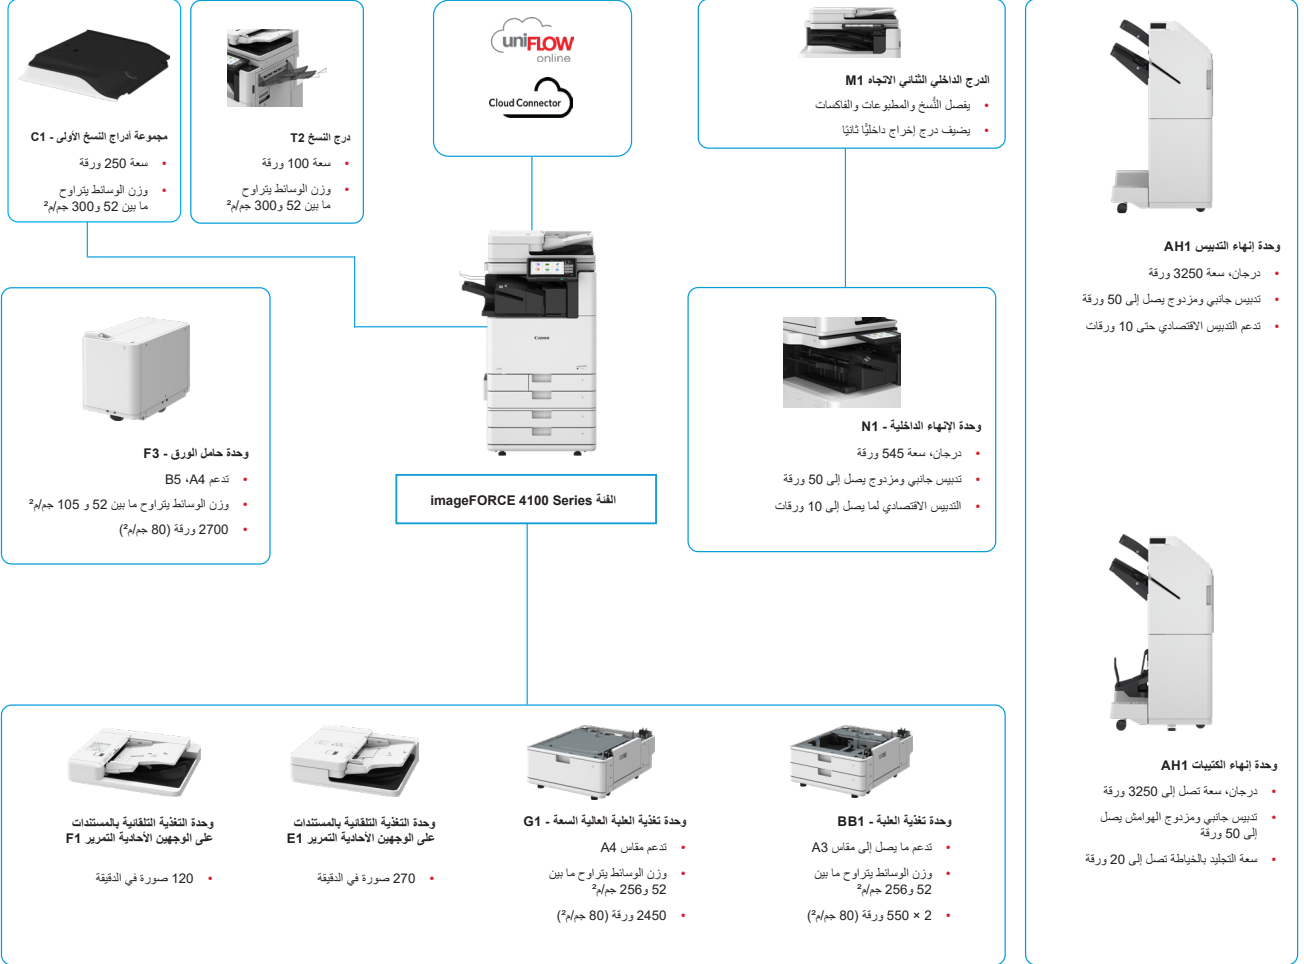 uniFLOW
online
Cloud Connector
الدرج الداخلي الثنائي الاتجاه M1
• يفصل النُّسخ والمطبوعات والفاكسات
• يضيف درج إخراج داخليًّا ثانيًا
درج النسخ T2
• سعة 100 ورقة
• وزن الوسائط يتراوح
ما بين 52 و300 جم/م²
مجموعة أدراج النسخ الأولى - C1
• سعة 250 ورقة
• وزن الوسائط يتراوح
ما بين 52 و300 جم/م²
وحدة إنهاء التدبيس AH1
• درجان، سعة 3250 ورقة
• تدبيس جانبي ومزدوج يصل إلى 50 ورقة
• تدعم التدبيس الاقتصادي حتى 10 ورقات
Canon
وحدة الإنهاء الداخلية - N1
• درجان، سعة 545 ورقة
• تدبيس جانبي ومزدوج يصل إلى 50 ورقة
• التدبيس الاقتصادي لما يصل إلى 10 ورقات
وحدة حامل الورق - F3
• تدعم A4، B5
• وزن الوسائط يتراوح ما بين 52 و 105 جم/م²
• 2700 ورقة (80 جم/م²)
الفئة imageFORCE 4100 Series
وحدة إنهاء الكتيبات AH1
• درجان، سعة تصل إلى 3250 ورقة
• تدبيس جانبي ومزدوج الهوامش يصل
إلى 50 ورقة
• سعة التجليد بالخياطة تصل إلى 20 ورقة
وحدة تغذية العلبة - BB1
• تدعم ما يصل إلى مقاس A3
• وزن الوسائط يتراوح ما بين
52 و256 جم/م²
• 2 × 550 ورقة (80 جم/م²)
وحدة تغذية العلبة العالية السعة - G1
• تدعم مقاس A4
• وزن الوسائط يتراوح ما بين
52 و256 جم/م²
• 2450 ورقة (80 جم/م²)
وحدة التغذية التلقائية بالمستندات
على الوجهين الأحادية التمرير E1
• 270 صورة في الدقيقة
وحدة التغذية التلقائية بالمستندات
على الوجهين الأحادية التمرير F1
• 120 صورة في الدقيقة